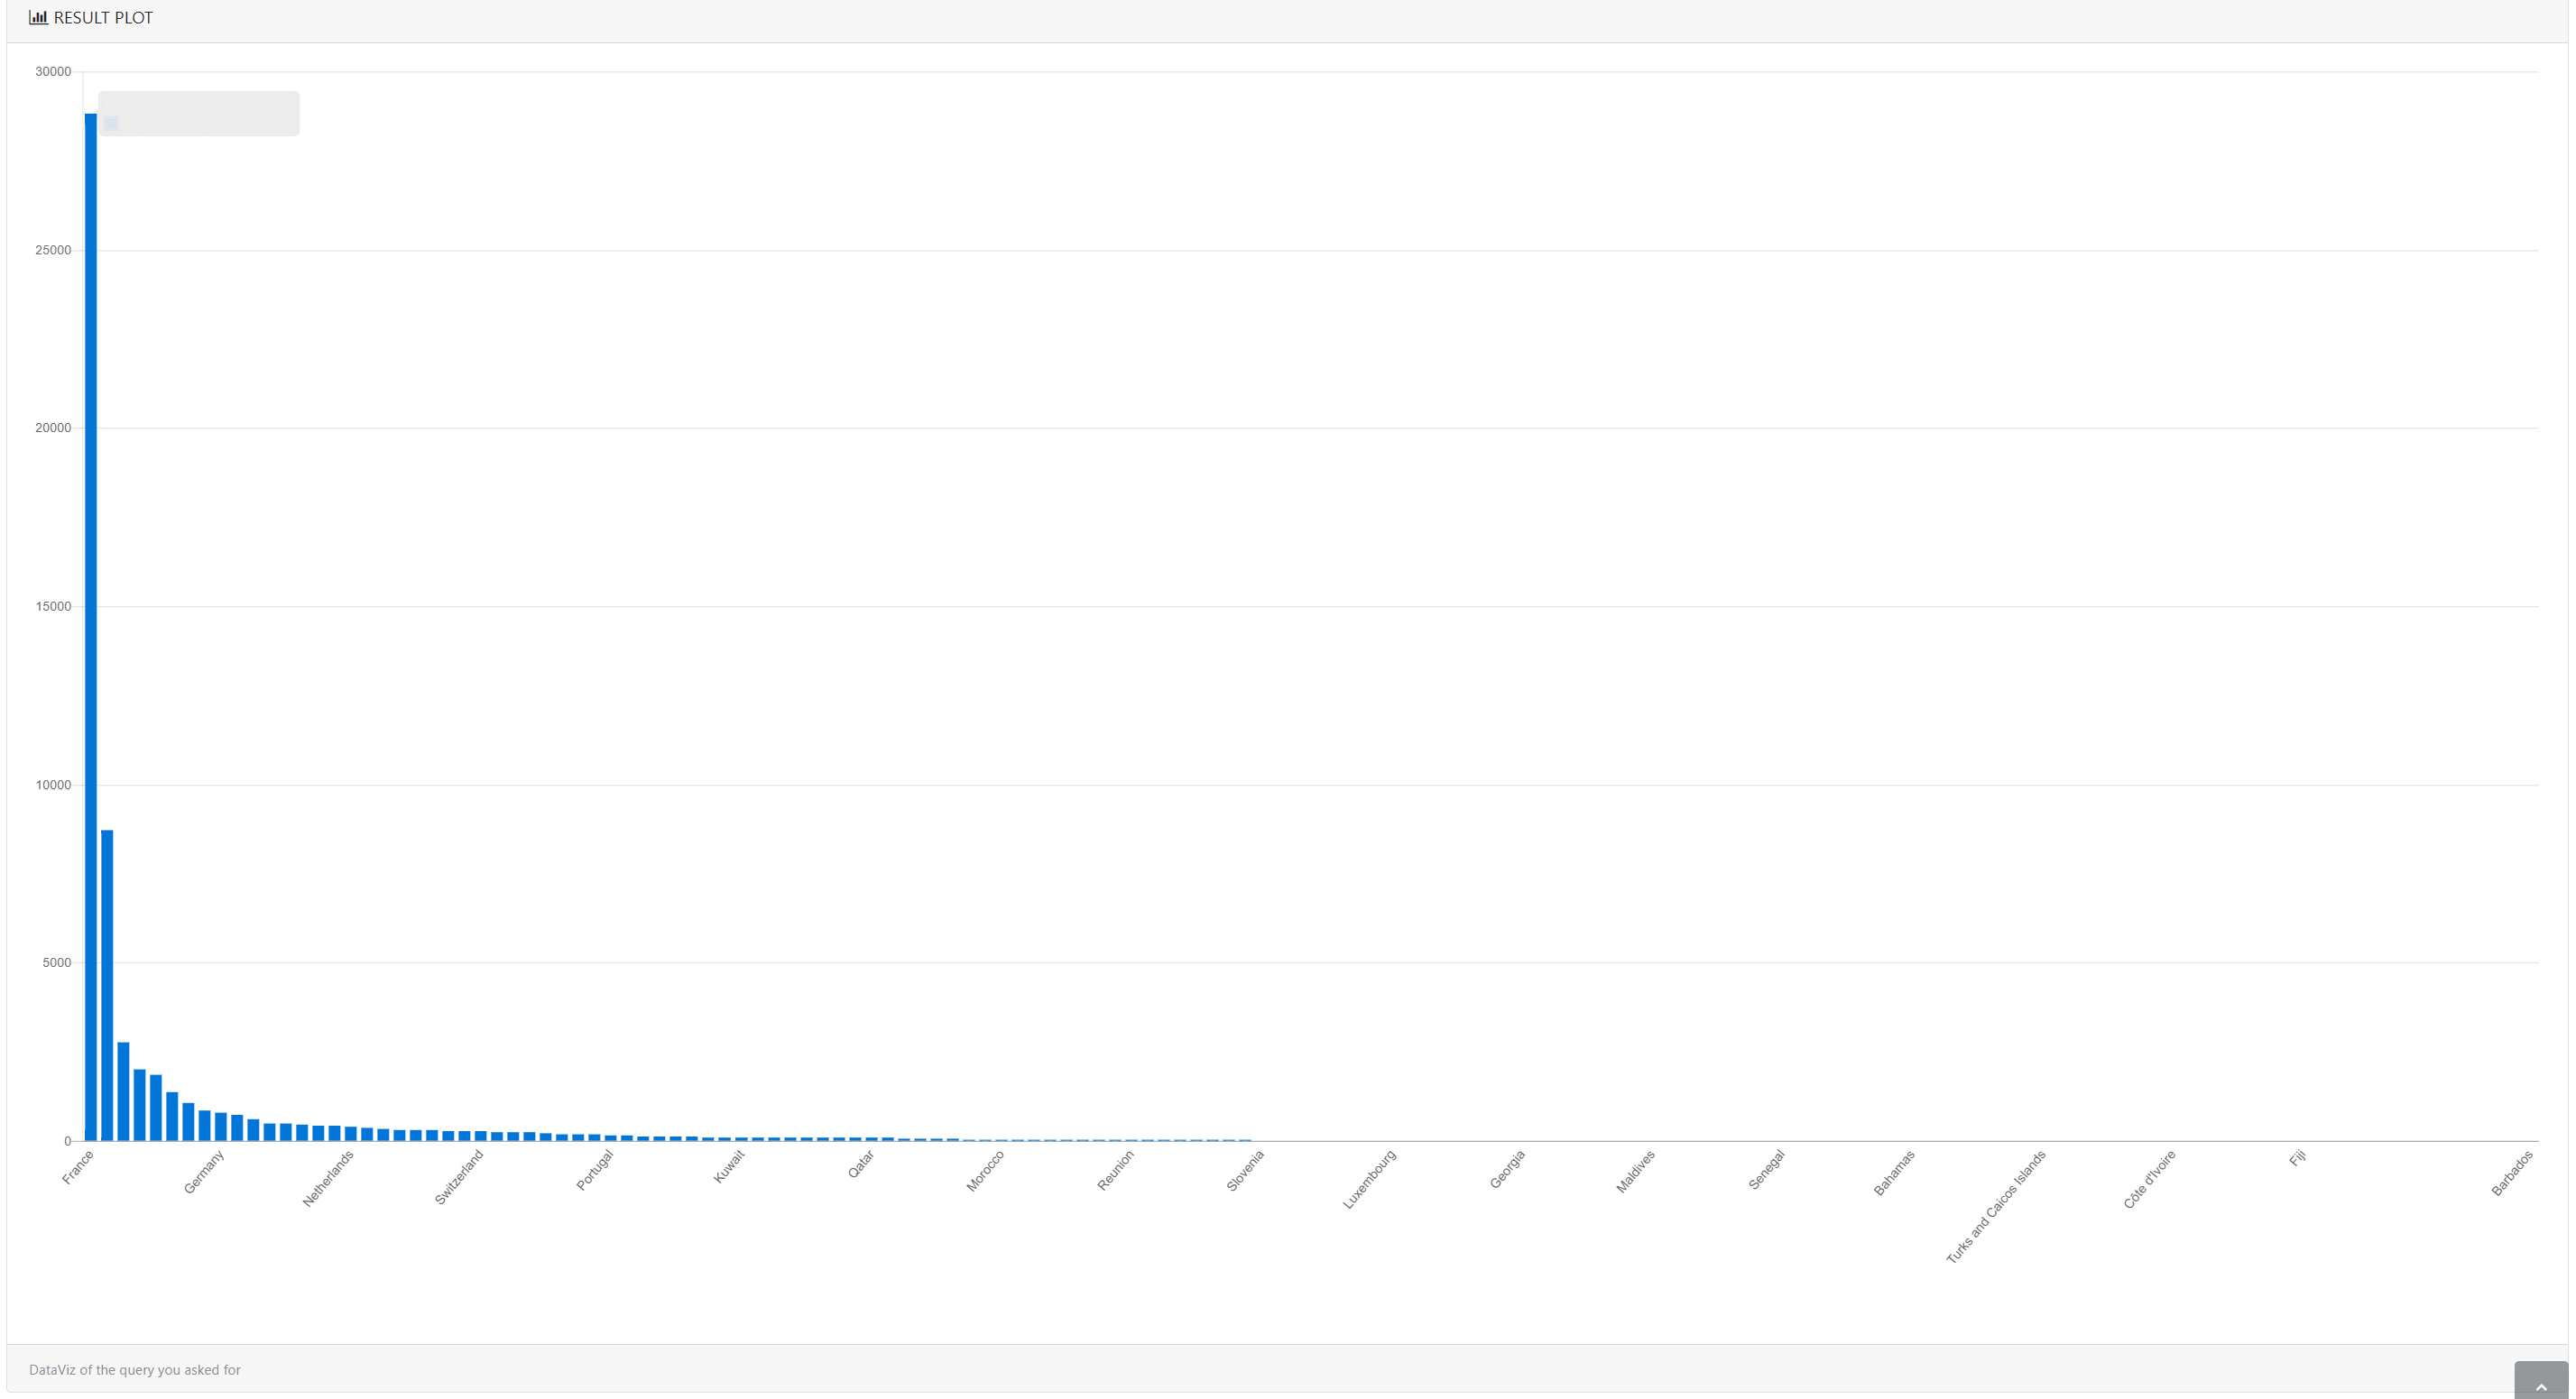 RESULT PLOT
30000
25000
20000
15000
10000
5000
0
France
Germany
Netherlands
Switzerland
Portugal
Kuwait
Qatar
Morocco
Reunion
Slovenia
Luxembourg
Georgia
Maldives
Senegal
Bahamas
Turks and Caicos Islands
Côte d'Ivoire
Fiji
Barbados
DataViz of the query you asked for